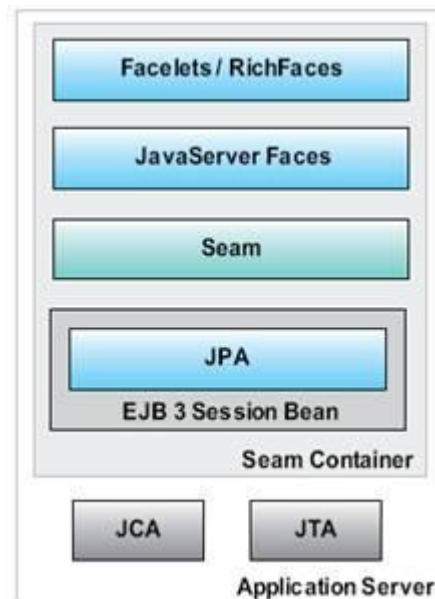 Facelets / RichFaces
JavaServer Faces
Seam
JPA
EJB 3 Session Bean
Seam Container
JCA
JTA
Application Server